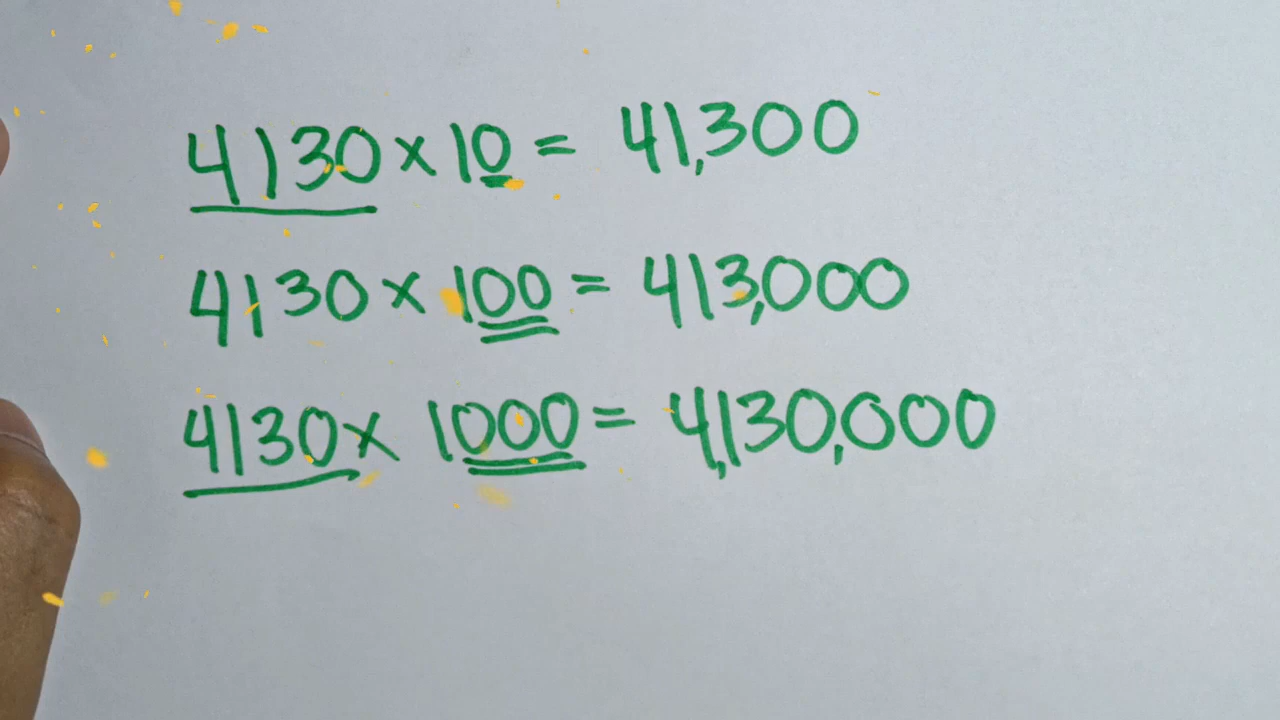 4130 × 10 = 41,300
4130 × 100 = 413,000
4130 × 1000 = 4,130,000